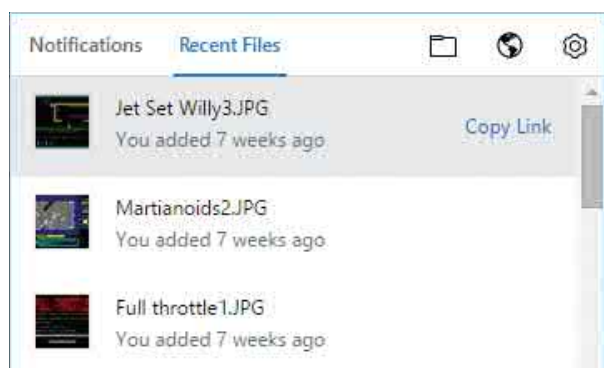 Notifications Recent Files
Jet Set Willy3.JPG
You added 7 weeks ago
Copy Link
Martianoids2.JPG
You added 7 weeks ago
Full throttle1.JPG
You added 7 weeks ago